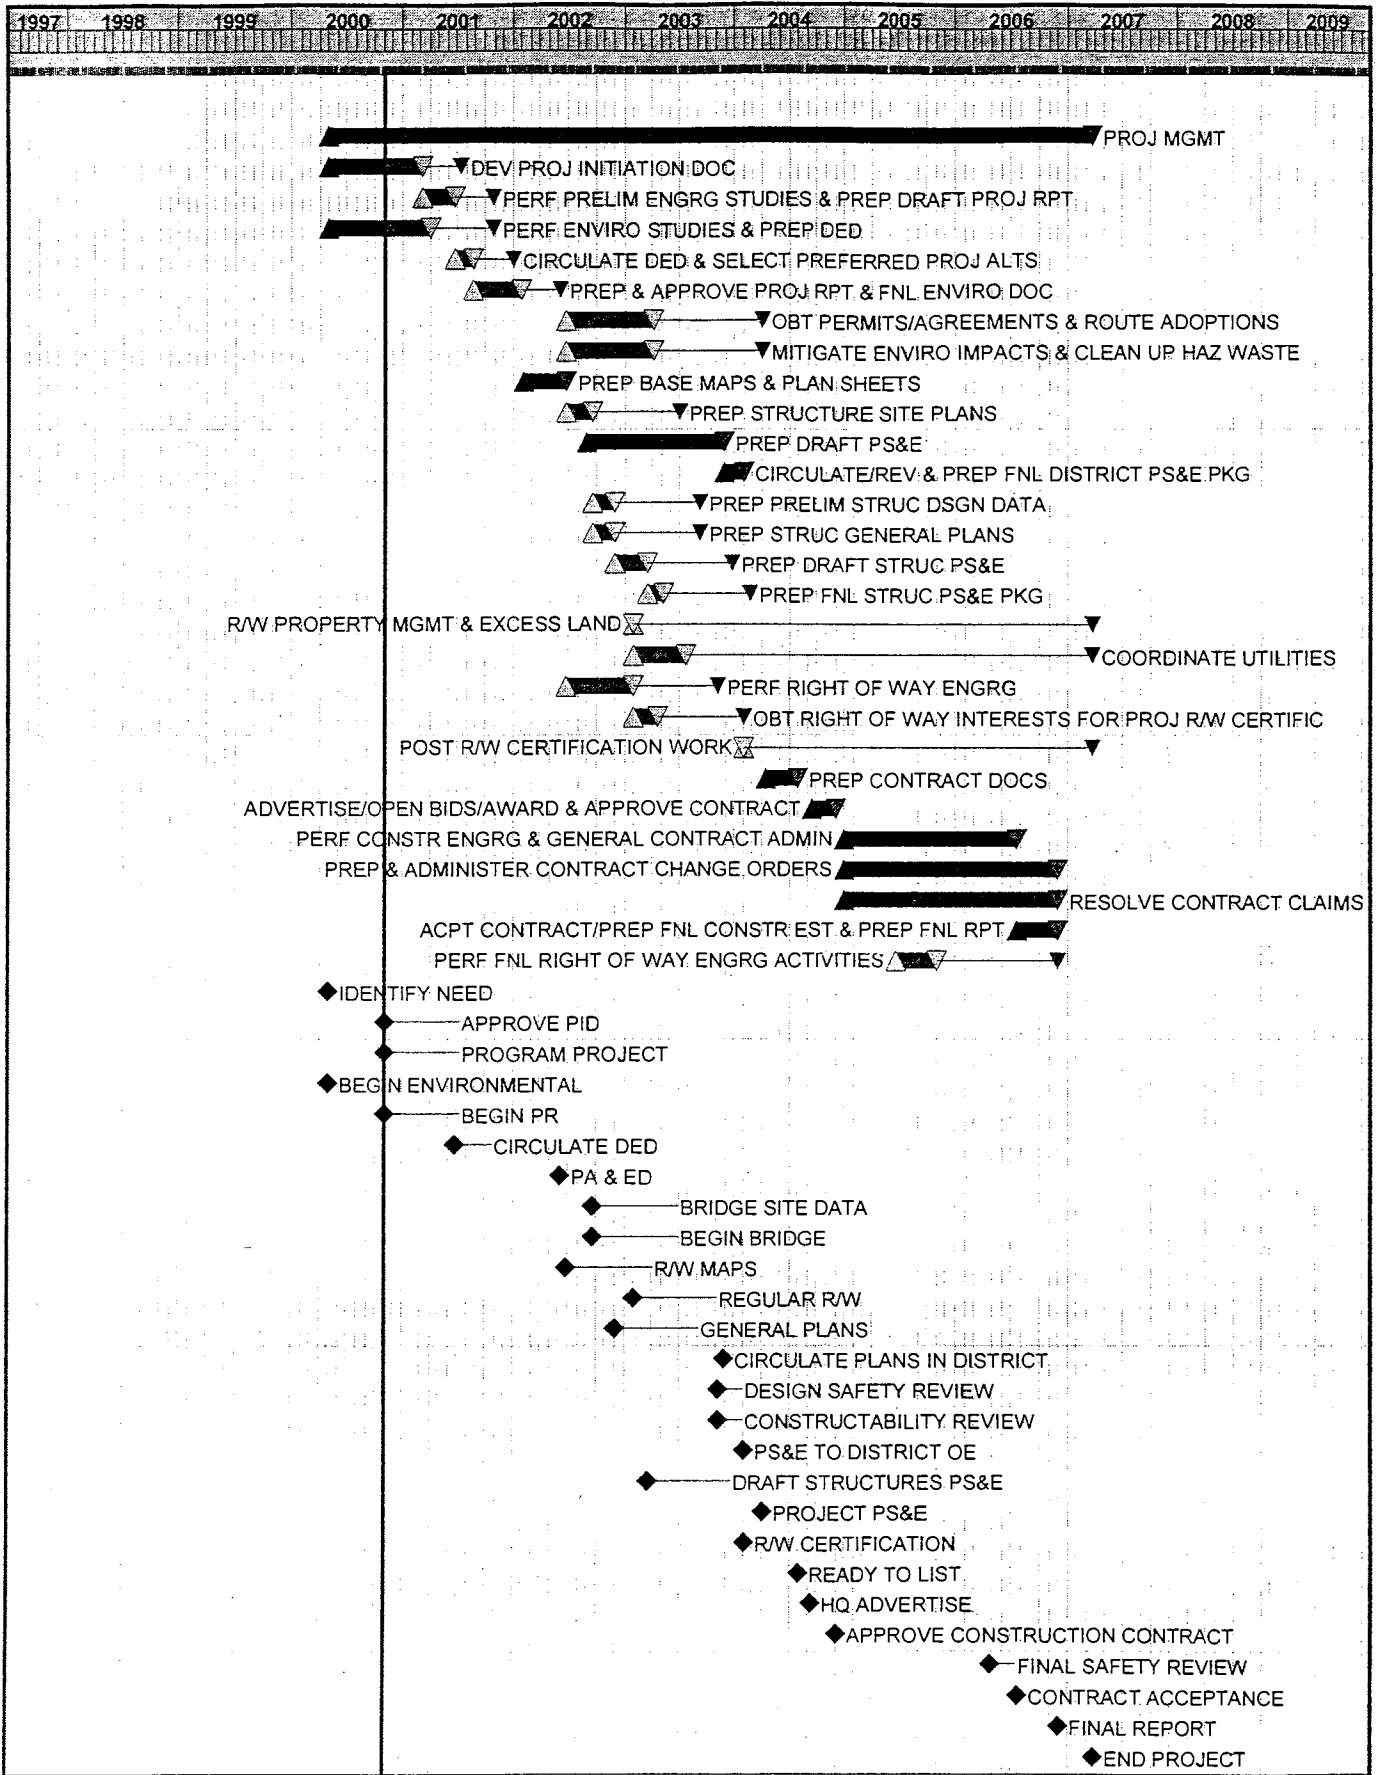 1997 1998 1999 2000 2001 2002 2003 2004 2005 2006 2007 2008 2009
PROJ MGMT
DEV PROJ INITIATION DOC
PERF PRELIM ENGRG STUDIES & PREP DRAFT PROJ RPT
PERF ENVIRO STUDIES & PREP DED
CIRCULATE DED & SELECT PREFERRED PROJ ALTS
PREP & APPROVE PROJ RPT & FNL ENVIRO DOC
OBT PERMITS/AGREEMENTS & ROUTE ADOPTIONS
MITIGATE ENVIRO IMPACTS & CLEAN UP HAZ WASTE
PREP BASE MAPS & PLAN SHEETS
PREP STRUCTURE SITE PLANS
PREP DRAFT PS&E
CIRCULATE/REV & PREP FNL DISTRICT PS&E PKG
PREP PRELIM STRUC DSGN DATA
PREP STRUC GENERAL PLANS
PREP DRAFT STRUC PS&E
PREP FNL STRUC PS&E PKG
R/W PROPERTY MGMT & EXCESS LAND
COORDINATE UTILITIES
PERF RIGHT OF WAY ENGRG
OBT RIGHT OF WAY INTERESTS FOR PROJ R/W CERTIFIC
POST R/W CERTIFICATION WORK
PREP CONTRACT DOCS
ADVERTISE/OPEN BIDS/AWARD & APPROVE CONTRACT
PERF CONSTR ENGRG & GENERAL CONTRACT ADMIN
PREP & ADMINISTER CONTRACT CHANGE ORDERS
RESOLVE CONTRACT CLAIMS
ACPT CONTRACT/PREP FNL CONSTR EST & PREP FNL RPT
PERF FNL RIGHT OF WAY ENGRG ACTIVITIES
IDENTIFY NEED
APPROVE PID
PROGRAM PROJECT
BEGIN ENVIRONMENTAL
BEGIN PR
CIRCULATE DED
PA & ED
BRIDGE SITE DATA
BEGIN BRIDGE
R/W MAPS
REGULAR R/W
GENERAL PLANS
CIRCULATE PLANS IN DISTRICT
DESIGN SAFETY REVIEW
CONSTRUCTABILITY REVIEW
PS&E TO DISTRICT OE
DRAFT STRUCTURES PS&E
PROJECT PS&E
R/W CERTIFICATION
READY TO LIST
HQ ADVERTISE
APPROVE CONSTRUCTION CONTRACT
FINAL SAFETY REVIEW
CONTRACT ACCEPTANCE
FINAL REPORT
END PROJECT